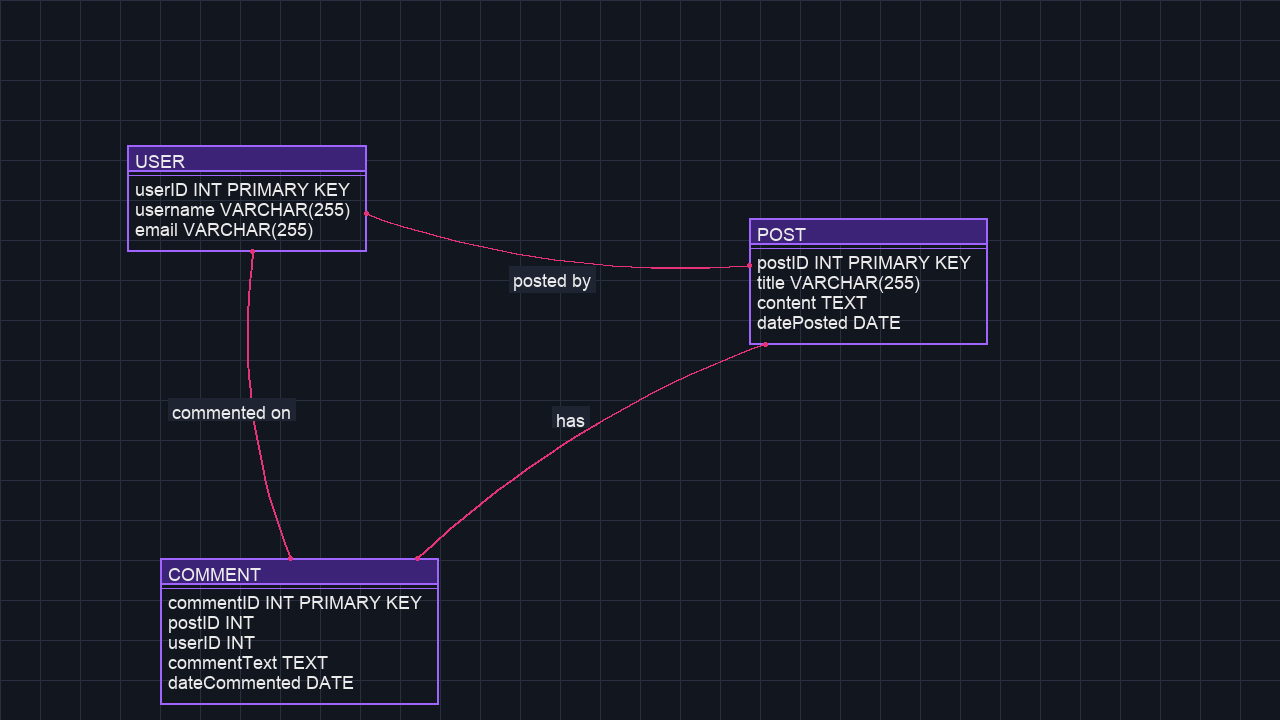 USER
userID INT PRIMARY KEY
username VARCHAR(255)
email VARCHAR(255)
POST
postID INT PRIMARY KEY
title VARCHAR(255)
content TEXT
datePosted DATE
posted by
commented on
has
COMMENT
commentID INT PRIMARY KEY
postID INT
userID INT
commentText TEXT
dateCommented DATE